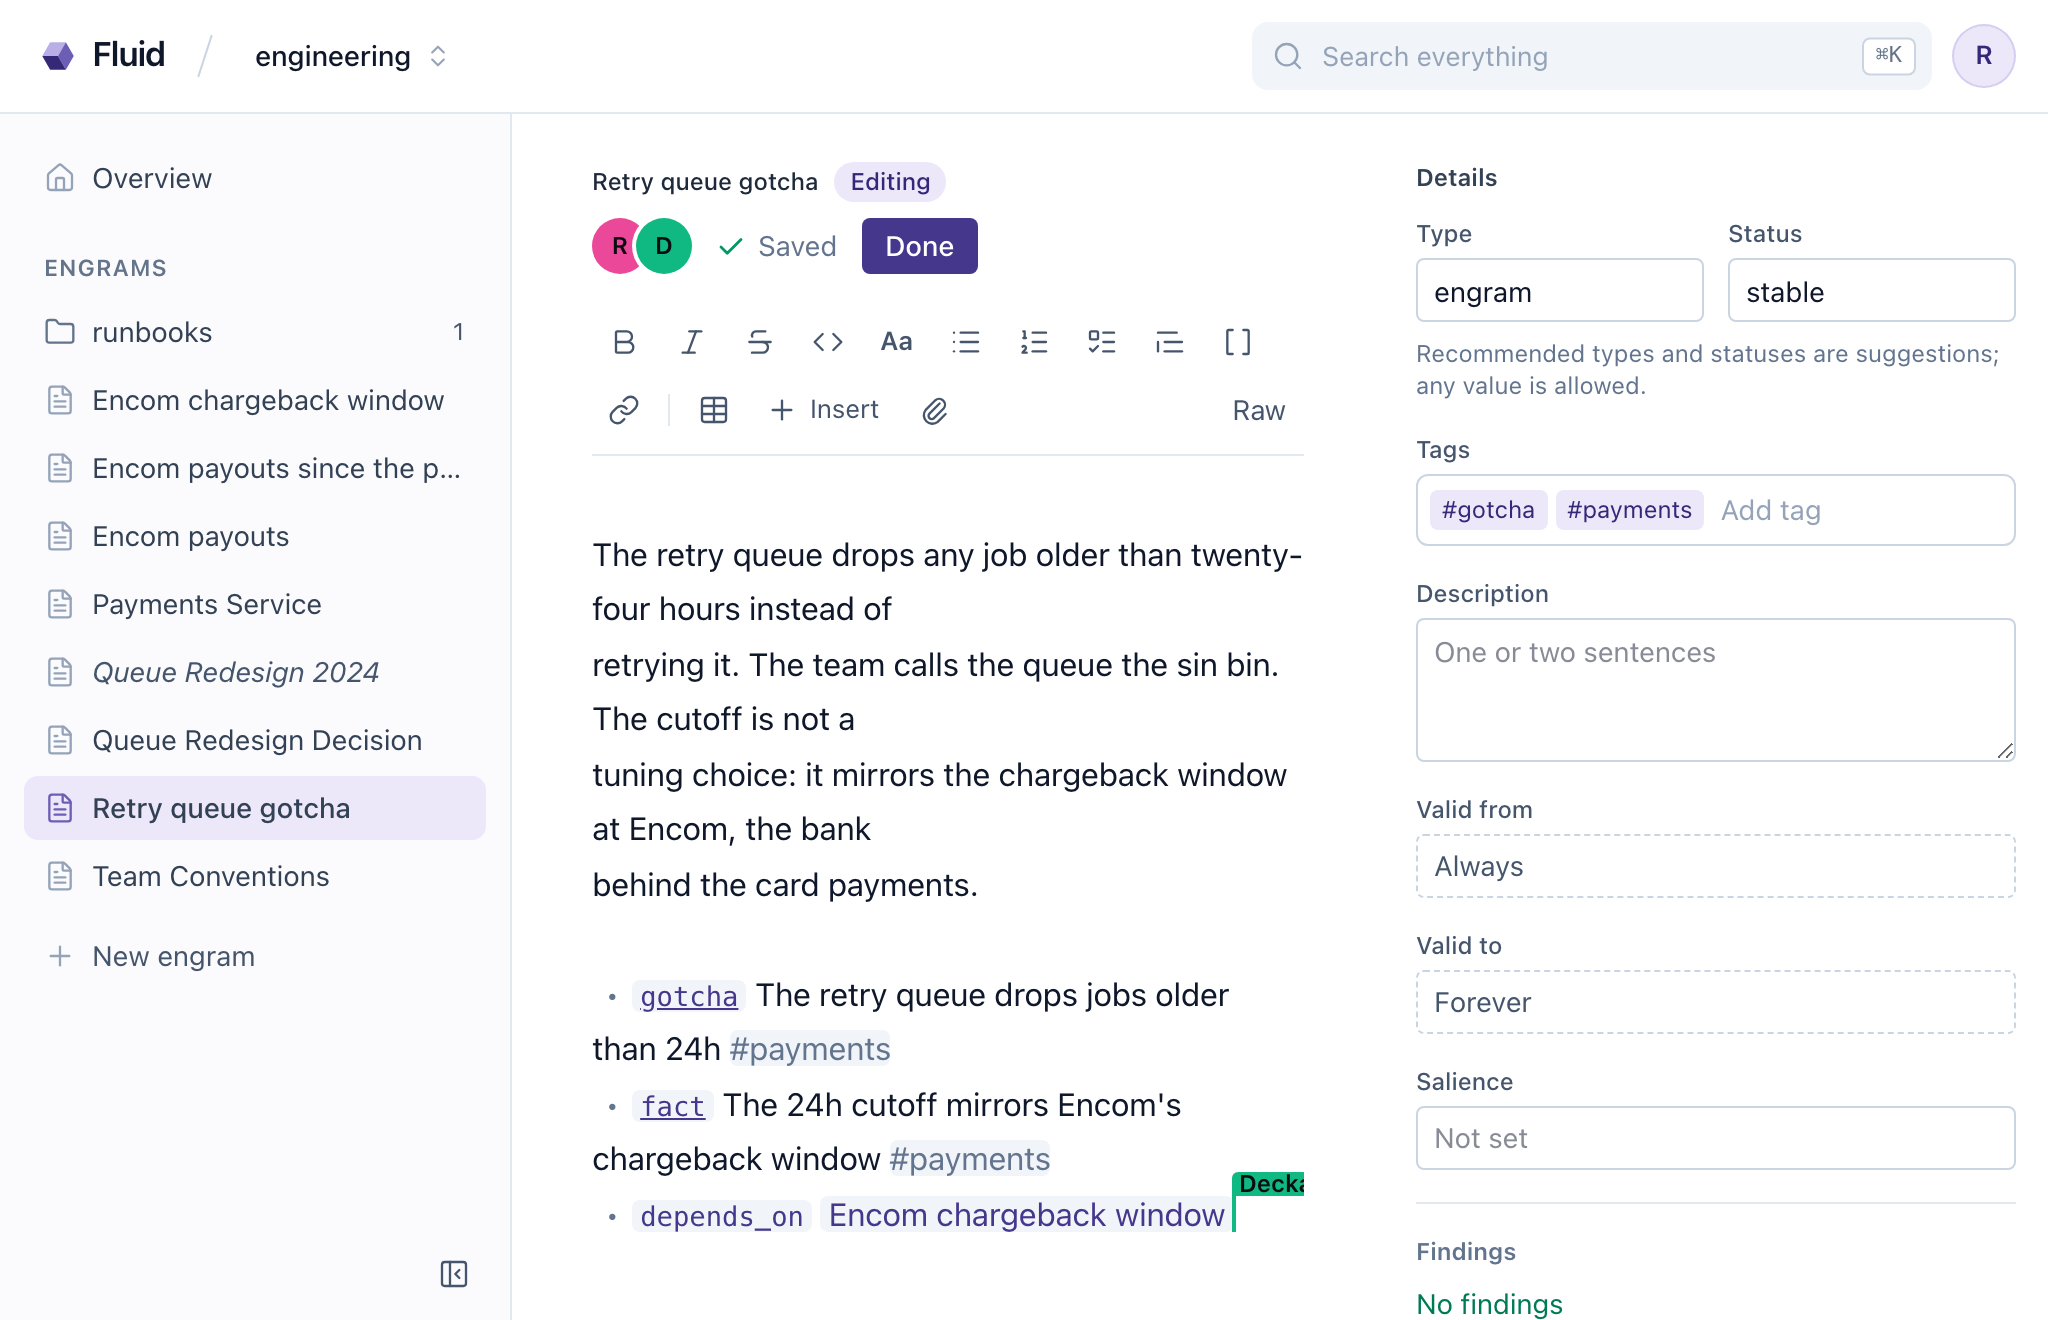 Fluid / engineering
Search everything ⌘K R
Overview
ENGRAMS
runbooks 1
Encom chargeback window
Encom payouts since the p...
Encom payouts
Payments Service
Queue Redesign 2024
Queue Redesign Decision
Retry queue gotcha
Team Conventions
New engram
Retry queue gotcha Editing
R D Saved Done
Aa
Insert Raw
The retry queue drops any job older than twenty-
four hours instead of
retrying it. The team calls the queue the sin bin.
The cutoff is not a
tuning choice: it mirrors the chargeback window
at Encom, the bank
behind the card payments.
• gotcha The retry queue drops jobs older
than 24h #payments
• fact The 24h cutoff mirrors Encom's
chargeback window #payments
Decka
• depends_on Encom chargeback window
Details
Type Status
engram stable
Recommended types and statuses are suggestions;
any value is allowed.
Tags
#gotcha #payments Add tag
Description
One or two sentences
Valid from
Always
Valid to
Forever
Salience
Not set
Findings
No findings